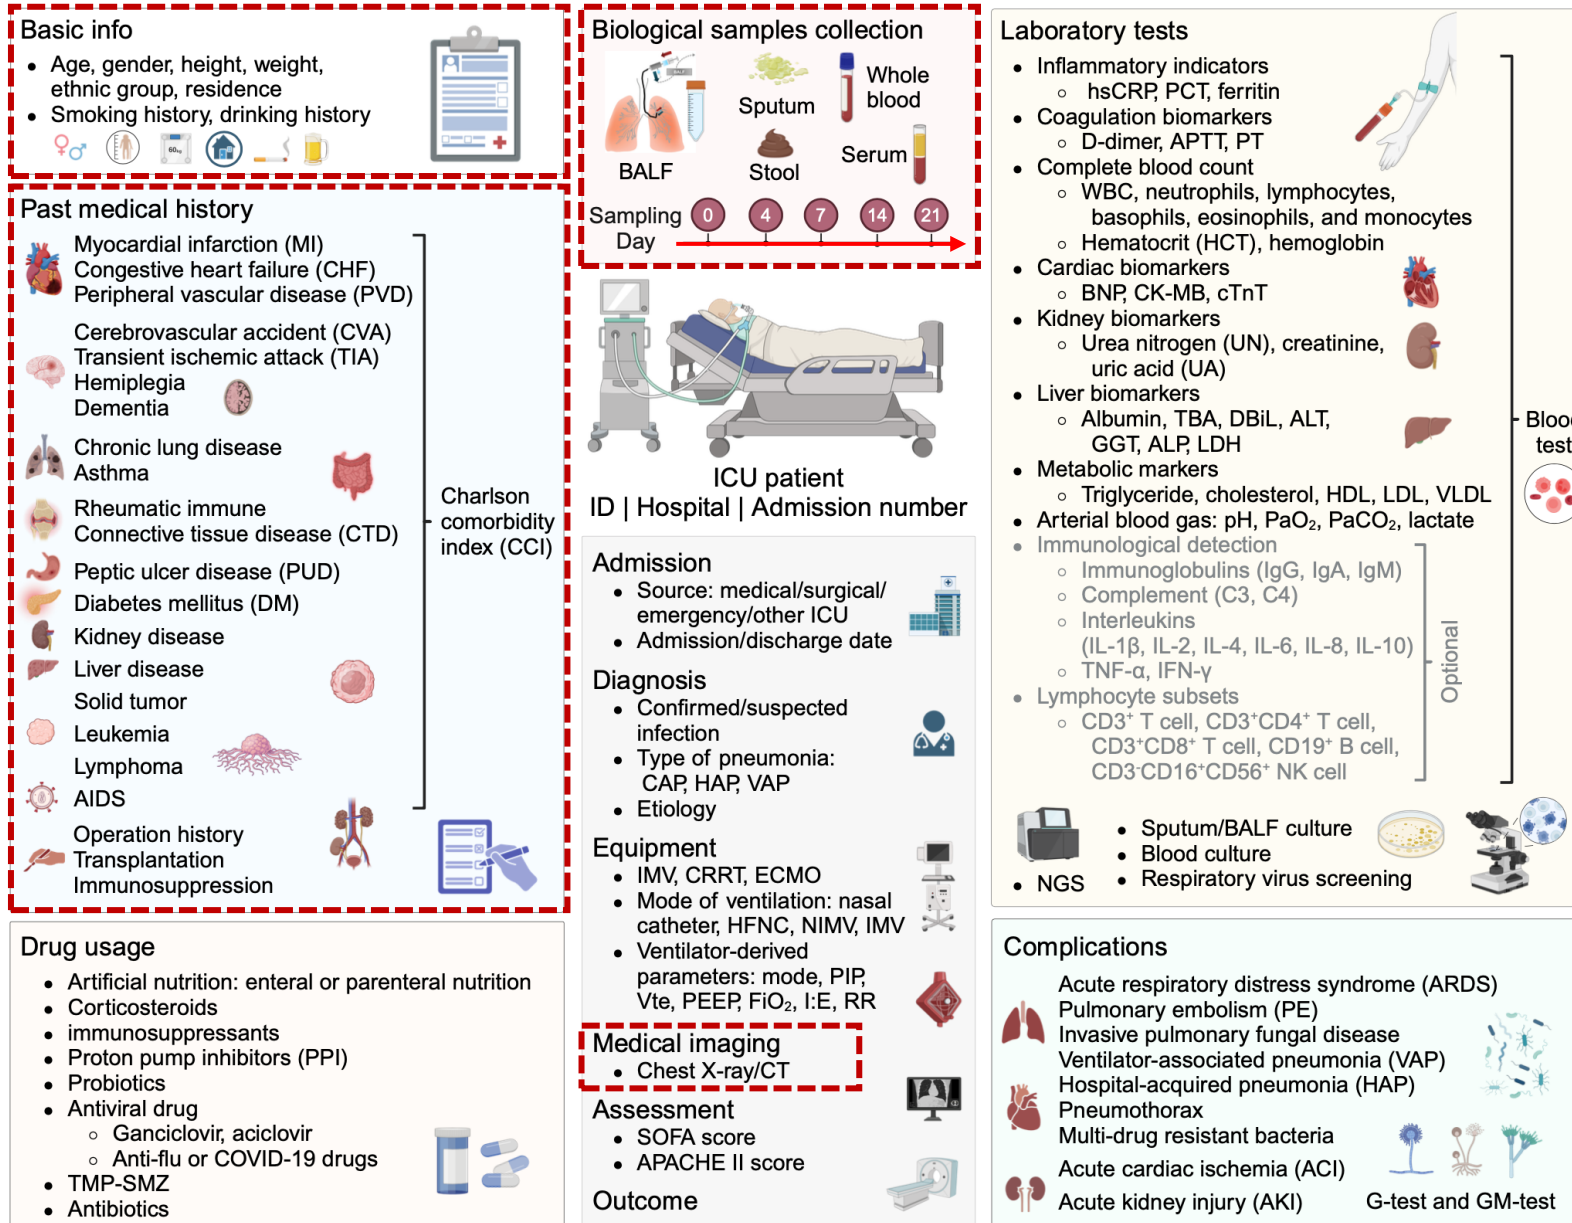 Basic info
• Age, gender, height, weight,
ethnic group, residence
• Smoking history, drinking history
60kg
Past medical history
Myocardial infarction (MI)
Congestive heart failure (CHF)
Peripheral vascular disease (PVD)
Cerebrovascular accident (CVA)
Transient ischemic attack (TIA)
Hemiplegia
Dementia
Chronic lung disease
Asthma
Rheumatic immune
Connective tissue disease (CTD)
Peptic ulcer disease (PUD)
Diabetes mellitus (DM)
Kidney disease
Liver disease
Solid tumor
Leukemia
Lymphoma
AIDS
Charlson
comorbidity
index (CCI)
Operation history
Transplantation
Immunosuppression
Drug usage
• Artificial nutrition: enteral or parenteral nutrition
• Corticosteroids
• immunosuppressants
• Proton pump inhibitors (PPI)
• Probiotics
• Antiviral drug
○ Ganciclovir, aciclovir
○ Anti-flu or COVID-19 drugs
• TMP-SMZ
• Antibiotics
Biological samples collection
BALF
Sputum
Stool
Whole
blood
Serum
Sampling
Day
0 4 7 14 21
ICU patient
ID | Hospital | Admission number
Admission
• Source: medical/surgical/
emergency/other ICU
• Admission/discharge date
Diagnosis
• Confirmed/suspected
infection
• Type of pneumonia:
CAP, HAP, VAP
• Etiology
Equipment
• IMV, CRRT, ECMO
• Mode of ventilation: nasal
catheter, HFNC, NIMV, IMV
• Ventilator-derived
parameters: mode, PIP,
Vte, PEEP, FiO₂, I:E, RR
Medical imaging
• Chest X-ray/CT
Assessment
• SOFA score
• APACHE II score
Outcome
Laboratory tests
• Inflammatory indicators
○ hsCRP, PCT, ferritin
• Coagulation biomarkers
○ D-dimer, APTT, PT
• Complete blood count
○ WBC, neutrophils, lymphocytes,
basophils, eosinophils, and monocytes
○ Hematocrit (HCT), hemoglobin
• Cardiac biomarkers
○ BNP, CK-MB, cTnT
• Kidney biomarkers
○ Urea nitrogen (UN), creatinine,
uric acid (UA)
• Liver biomarkers
○ Albumin, TBA, DBiL, ALT,
GGT, ALP, LDH
• Metabolic markers
○ Triglyceride, cholesterol, HDL, LDL, VLDL
• Arterial blood gas: pH, PaO₂, PaCO₂, lactate
• Immunological detection
○ Immunoglobulins (IgG, IgA, IgM)
○ Complement (C3, C4)
○ Interleukins
(IL-1β, IL-2, IL-4, IL-6, IL-8, IL-10)
○ TNF-α, IFN-γ
• Lymphocyte subsets
○ CD3⁺ T cell, CD3⁺CD4⁺ T cell,
CD3⁺CD8⁺ T cell, CD19⁺ B cell,
CD3⁻CD16⁺CD56⁺ NK cell
Optional
Blood
test
• NGS
• Sputum/BALF culture
• Blood culture
• Respiratory virus screening
Complications
Acute respiratory distress syndrome (ARDS)
Pulmonary embolism (PE)
Invasive pulmonary fungal disease
Ventilator-associated pneumonia (VAP)
Hospital-acquired pneumonia (HAP)
Pneumothorax
Multi-drug resistant bacteria
Acute cardiac ischemia (ACI)
Acute kidney injury (AKI)
G-test and GM-test